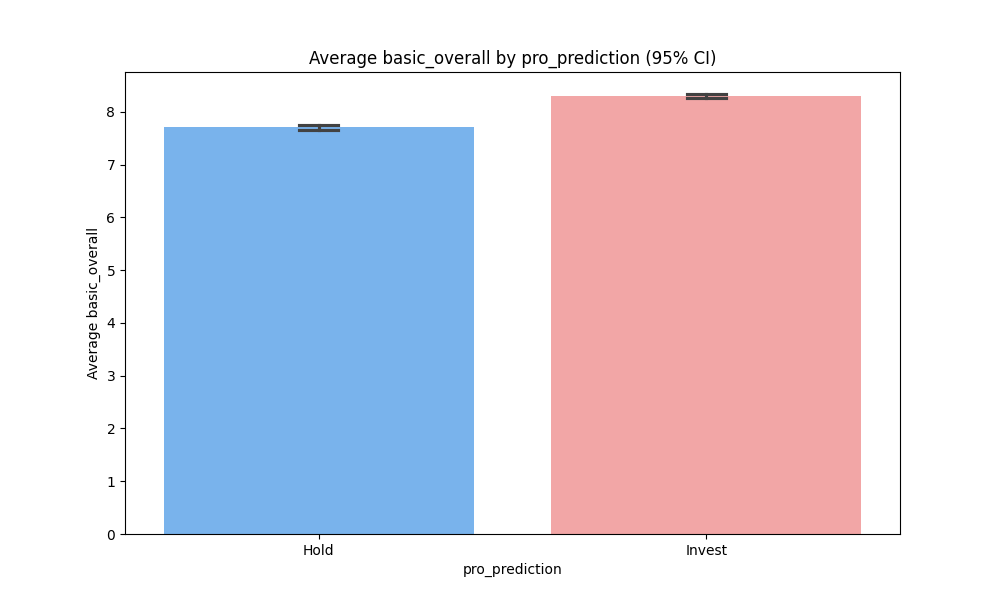 Average basic_overall by pro_prediction (95% CI)
Average basic_overall
8
7
6
5
4
3
2
1
0
Hold
Invest
pro_prediction